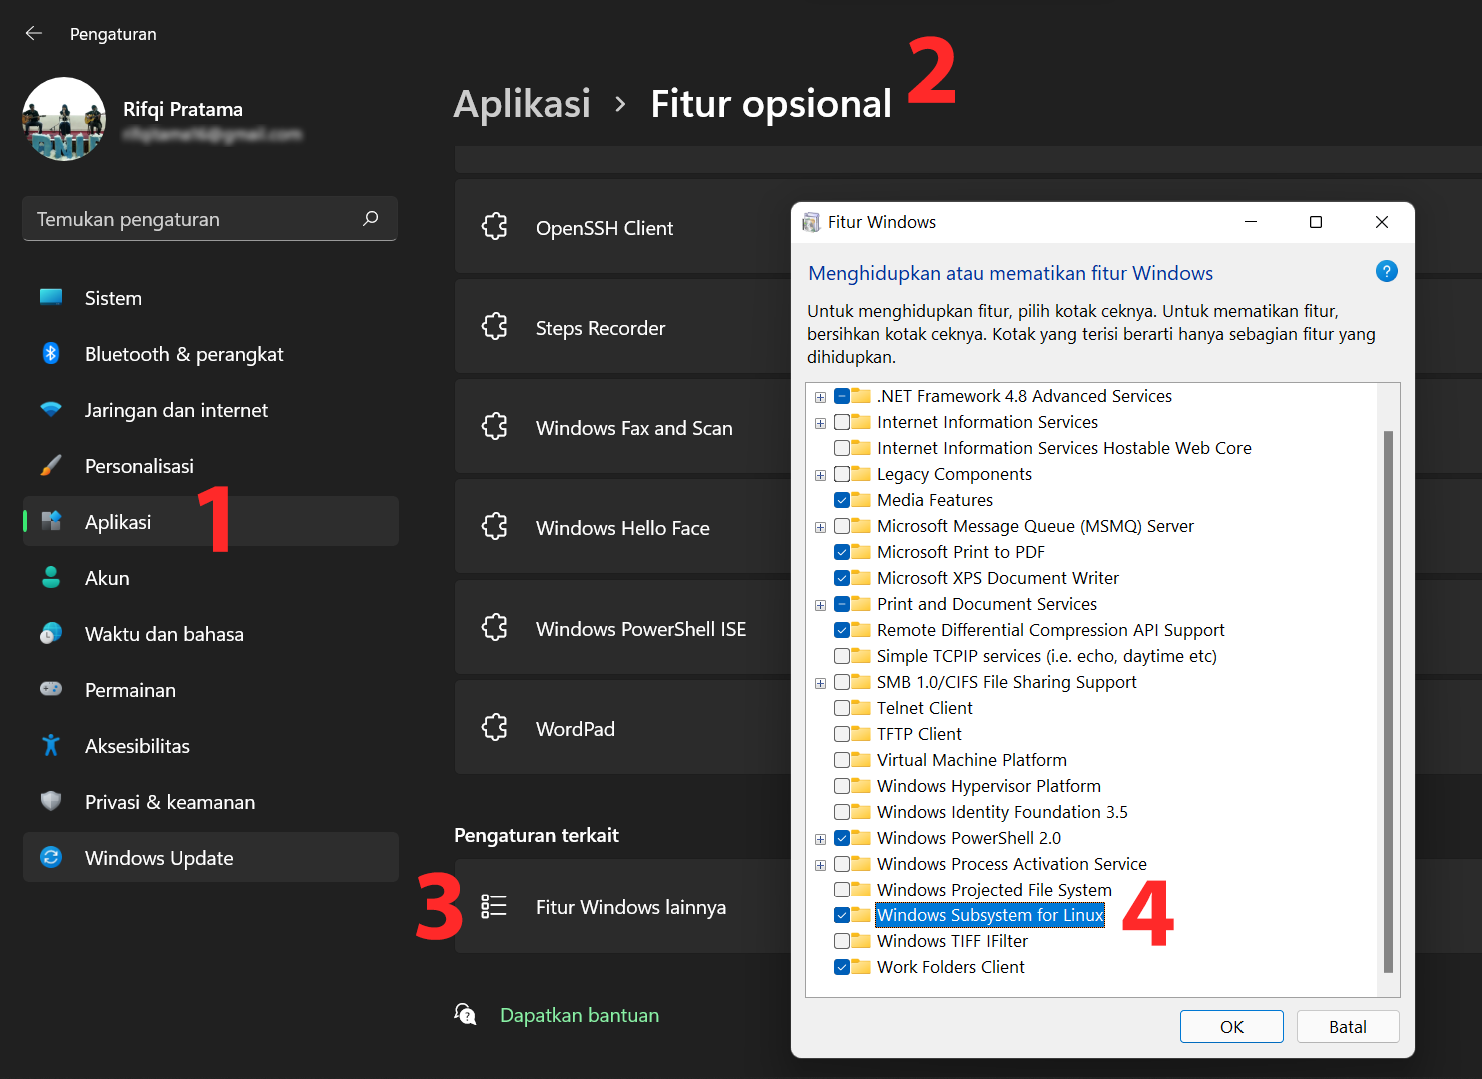 Pengaturan
Rifqi Pratama
Temukan pengaturan
Sistem
Bluetooth & perangkat
Jaringan dan internet
Personalisasi
Aplikasi
1
Akun
Waktu dan bahasa
Permainan
Aksesibilitas
Privasi & keamanan
Windows Update
Aplikasi > Fitur opsional
2
OpenSSH Client
Steps Recorder
Windows Fax and Scan
Windows Hello Face
Windows PowerShell ISE
WordPad
Pengaturan terkait
3
Fitur Windows lainnya
Dapatkan bantuan
Fitur Windows
Menghidupkan atau mematikan fitur Windows
?
Untuk menghidupkan fitur, pilih kotak ceknya. Untuk mematikan fitur,
bersihkan kotak ceknya. Kotak yang terisi berarti hanya sebagian fitur yang
dihidupkan.
.NET Framework 4.8 Advanced Services
Internet Information Services
Internet Information Services Hostable Web Core
Legacy Components
Media Features
Microsoft Message Queue (MSMQ) Server
Microsoft Print to PDF
Microsoft XPS Document Writer
Print and Document Services
Remote Differential Compression API Support
Simple TCPIP services (i.e. echo, daytime etc)
SMB 1.0/CIFS File Sharing Support
Telnet Client
TFTP Client
Virtual Machine Platform
Windows Hypervisor Platform
Windows Identity Foundation 3.5
Windows PowerShell 2.0
Windows Process Activation Service
Windows Projected File System
Windows Subsystem for Linux
4
Windows TIFF IFilter
Work Folders Client
OK
Batal